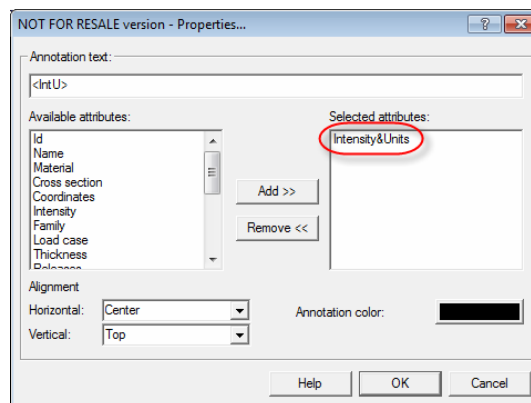 NOT FOR RESALE version - Properties...
Annotation text:
<IntU>
Available attributes:
Selected attributes:
Id
Name
Material
Cross section
Coordinates
Intensity
Family
Load case
Thickness
Releases
Intensity&Units
Add >>
Remove <<
Alignment
Horizontal:
Center
Vertical:
Top
Annotation color:
Help
OK
Cancel